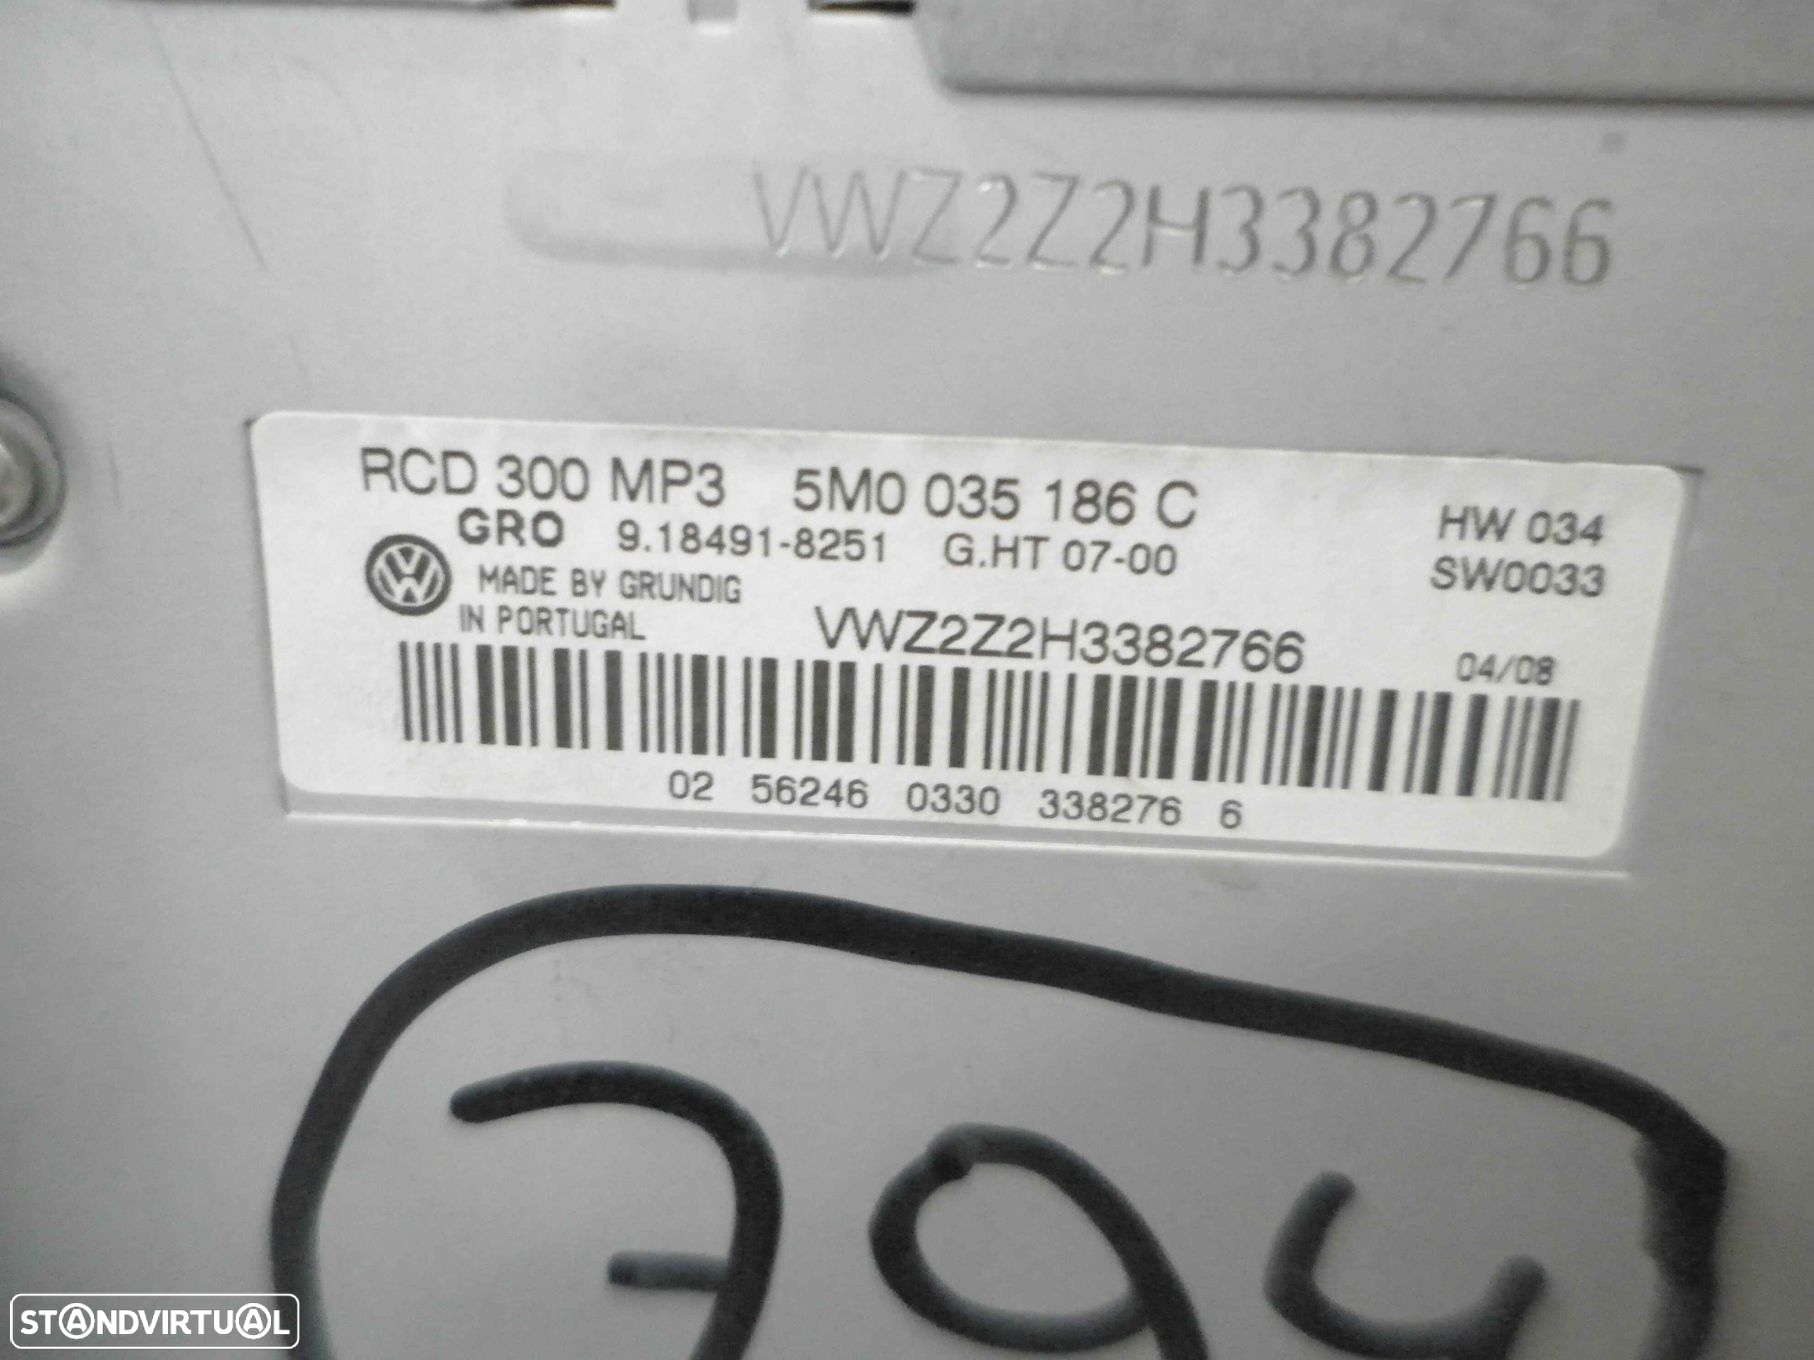 VWZ2Z2H3382766
RCD 300 MP3 5M0 035 186 C
HW 034
GRO 9.18491-8251 G.HT 07-00
SW0033
MADE BY GRUNDIG
IN PORTUGAL
VWZ2Z2H3382766
04/08
02 56246 0330 338276 6
794
STANDVIRTUAL